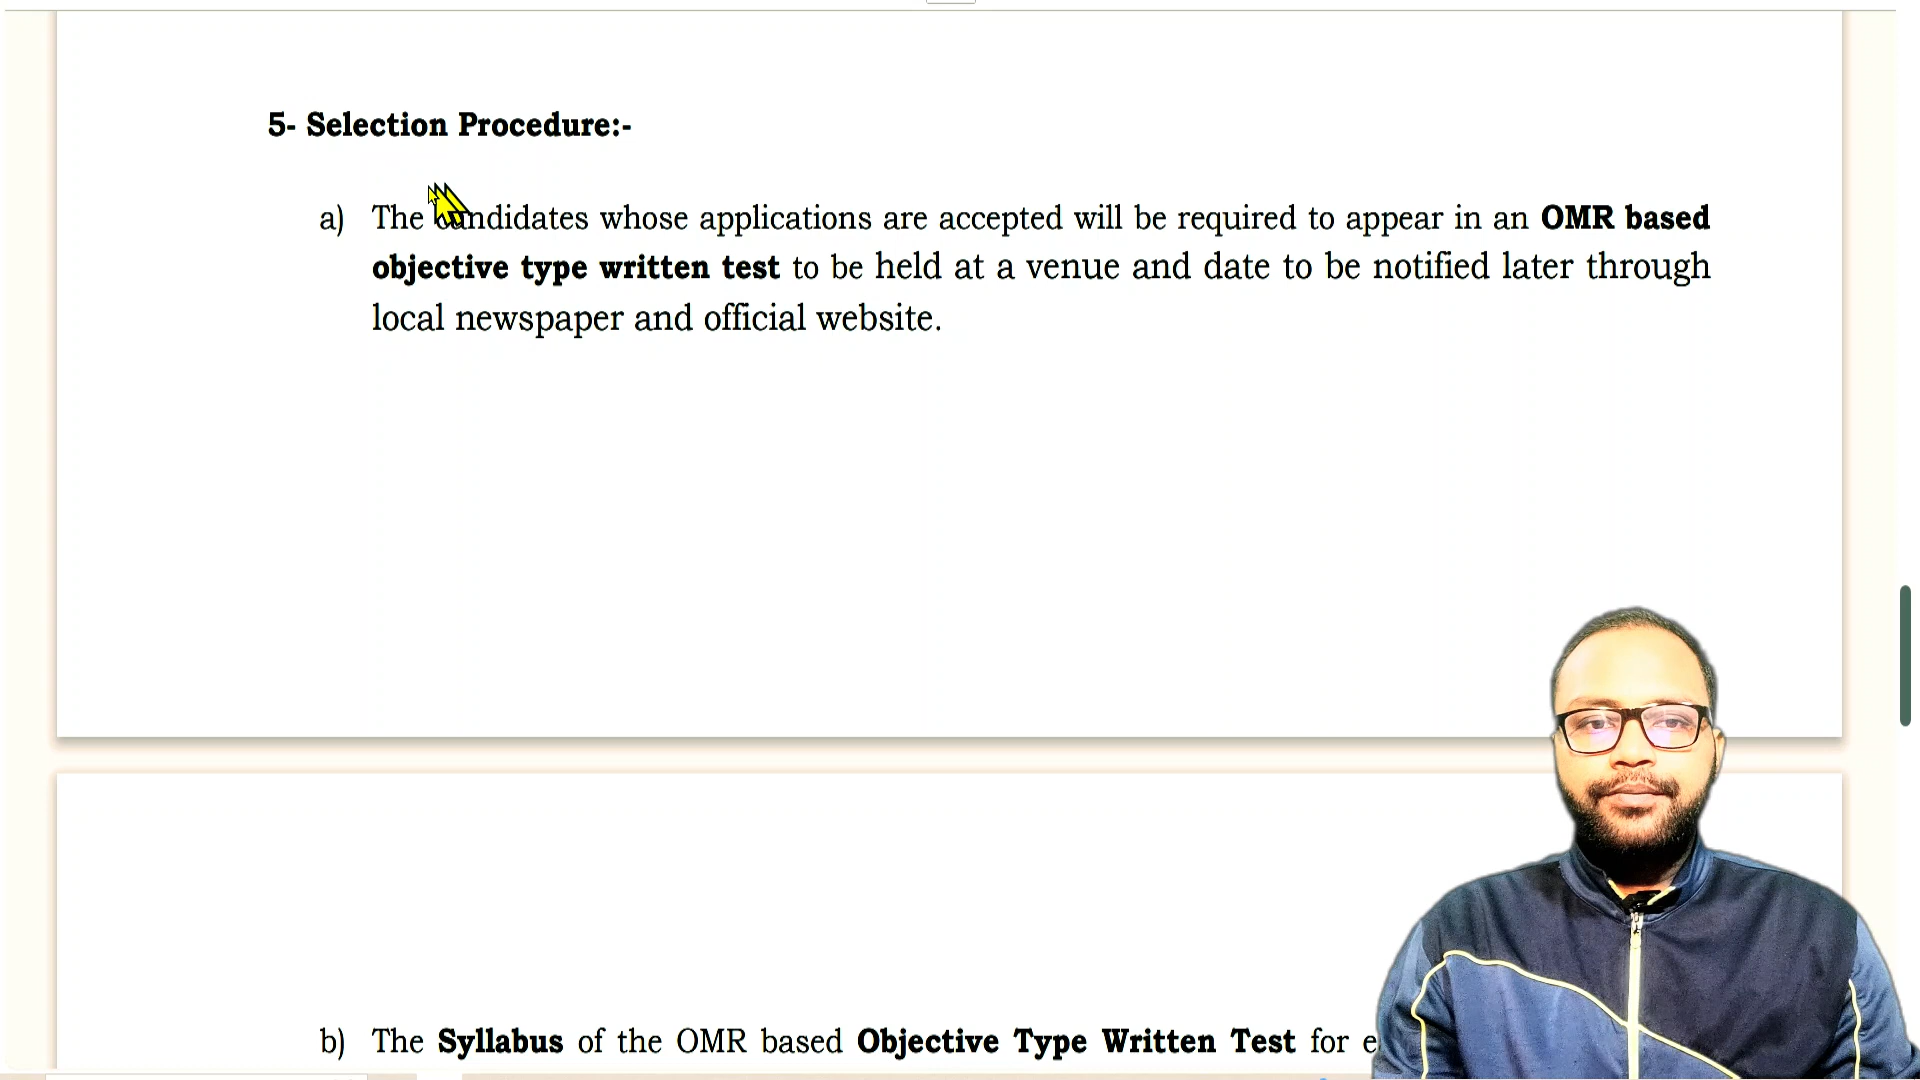 5- Selection Procedure:-
a) The candidates whose applications are accepted will be required to appear in an OMR based
objective type written test to be held at a venue and date to be notified later through
local newspaper and official website.
b) The Syllabus of the OMR based Objective Type Written Test for